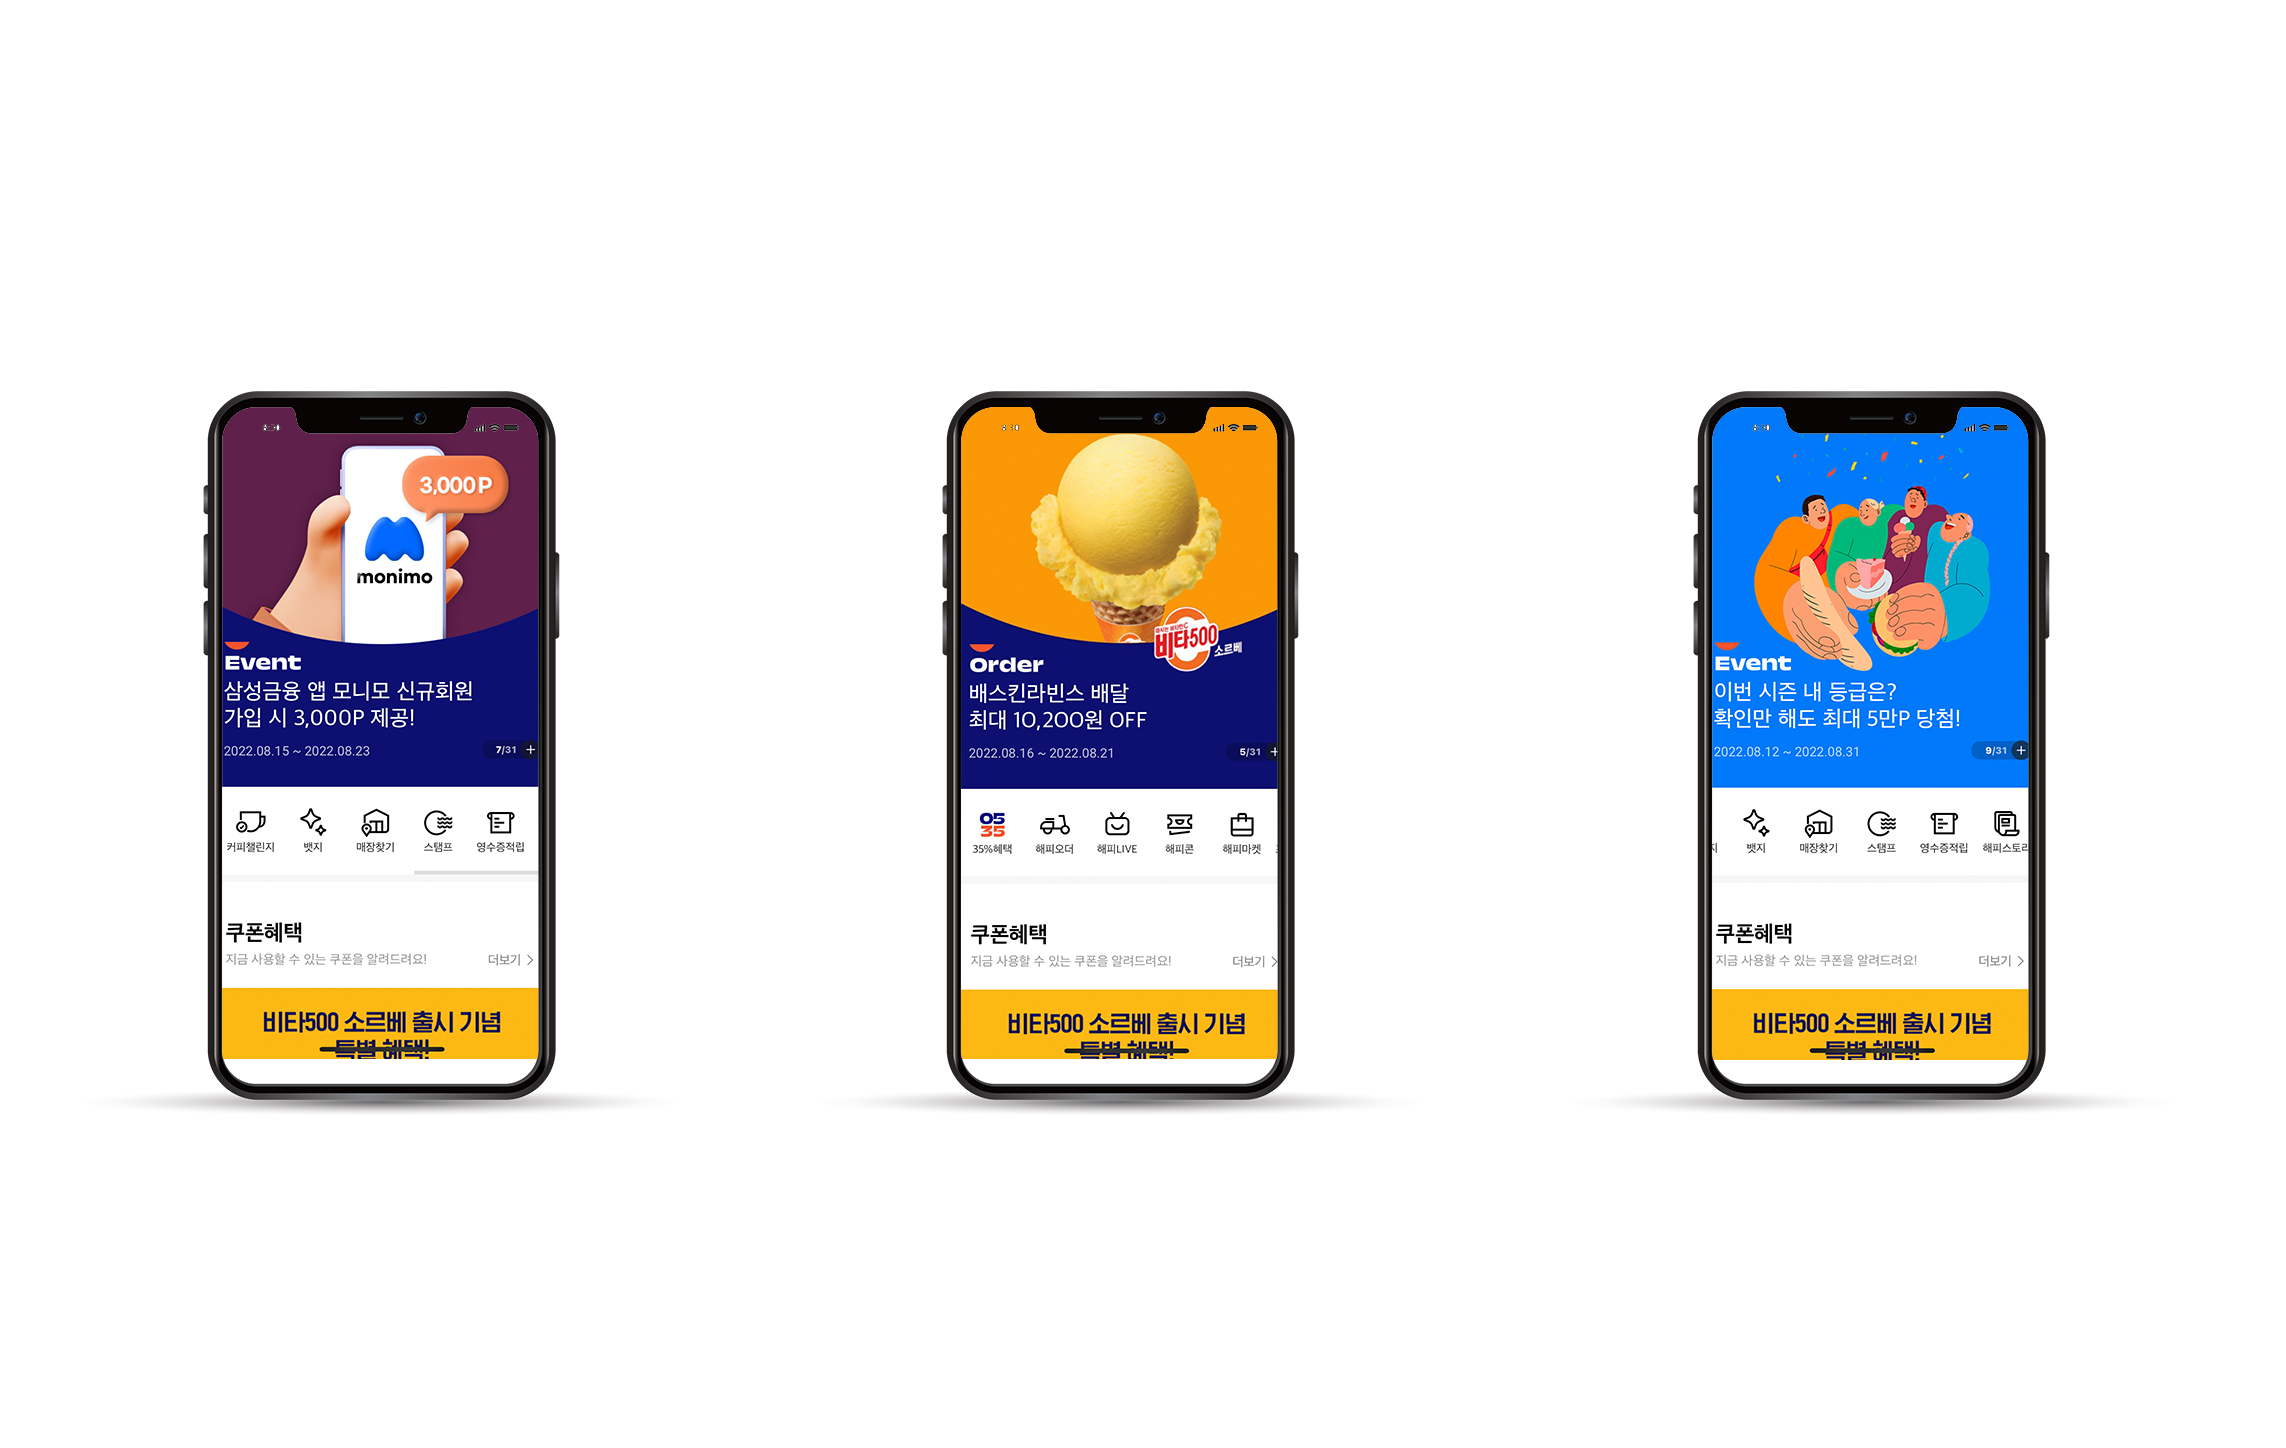 3,000P
monimo
Event
삼성금융 앱 모니모 신규회원
가입 시 3,000P 제공!
2022.08.15 ~ 2022.08.23
7/31 +
커피챌린지 뱃지 매장찾기 스탬프 영수증적립
쿠폰혜택
지금 사용할 수 있는 쿠폰을 알려드려요!
더보기 >
비타500 소르베 출시 기념
특별 혜택!
마시는 비타민C
비타500
소르베
Order
배스킨라빈스 배달
최대 10,200원 OFF
2022.08.16 ~ 2022.08.21
5/31 +
0535
35%혜택 해피오더 해피LIVE 해피콘 해피마켓
쿠폰혜택
지금 사용할 수 있는 쿠폰을 알려드려요!
더보기 >
비타500 소르베 출시 기념
특별 혜택!
Event
이번 시즌 내 등급은?
확인만 해도 최대 5만P 당첨!
2022.08.12 ~ 2022.08.31
9/31 +
지 뱃지 매장찾기 스탬프 영수증적립 해피스토리
쿠폰혜택
지금 사용할 수 있는 쿠폰을 알려드려요!
더보기 >
비타500 소르베 출시 기념
특별 혜택!